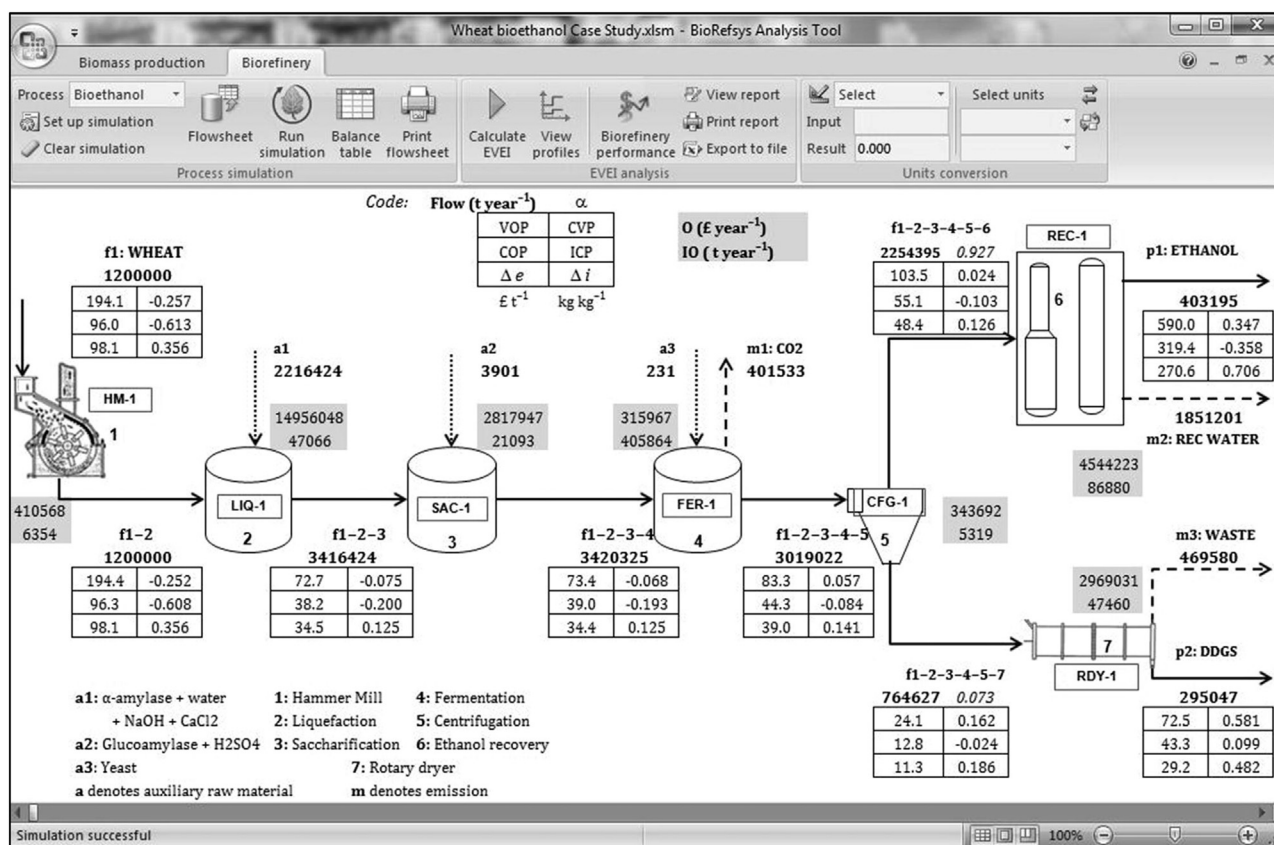 Wheat bioethanol Case Study.xlsm - BioRefsys Analysis Tool
Biomass production
Biorefinery
Process Bioethanol
Set up simulation
Clear simulation
Flowsheet
Run simulation
Balance table
Print flowsheet
Process simulation
Calculate EVEI
View profiles
Biorefinery performance
View report
Print report
Export to file
EVEI analysis
Select
Input
Result 0.000
Select units
Units conversion
Code: Flow (t year⁻¹) α
VOP CVP
COP ICP
Δe Δi
£ t⁻¹ kg kg⁻¹
O (£ year⁻¹)
IO (t year⁻¹)
f1: WHEAT
1200000
194.1 -0.257
96.0 -0.613
98.1 0.356
HM-1
1
410568
6354
f1-2
1200000
194.4 -0.252
96.3 -0.608
98.1 0.356
a1
2216424
14956048
47066
LIQ-1
2
f1-2-3
3416424
72.7 -0.075
38.2 -0.200
34.5 0.125
a2
3901
2817947
21093
SAC-1
3
f1-2-3-4
3420325
73.4 -0.068
39.0 -0.193
34.4 0.125
a3
231
m1: CO2
401533
315967
405864
FER-1
4
f1-2-3-4-5
3019022
83.3 0.057
44.3 -0.084
39.0 0.141
CFG-1
5
343692
5319
f1-2-3-4-5-6
2254395 0.927
103.5 0.024
55.1 -0.103
48.4 0.126
REC-1
6
p1: ETHANOL
403195
590.0 0.347
319.4 -0.358
270.6 0.706
1851201
m2: REC WATER
4544223
86880
m3: WASTE
469580
2969031
47460
7
RDY-1
f1-2-3-4-5-7
764627 0.073
24.1 0.162
12.8 -0.024
11.3 0.186
p2: DDGS
295047
72.5 0.581
43.3 0.099
29.2 0.482
a1: α-amylase + water
+ NaOH + CaCl2
a2: Glucoamylase + H2SO4
a3: Yeast
a denotes auxiliary raw material
1: Hammer Mill
2: Liquefaction
3: Saccharification
4: Fermentation
5: Centrifugation
6: Ethanol recovery
7: Rotary dryer
m denotes emission
Simulation successful
100%